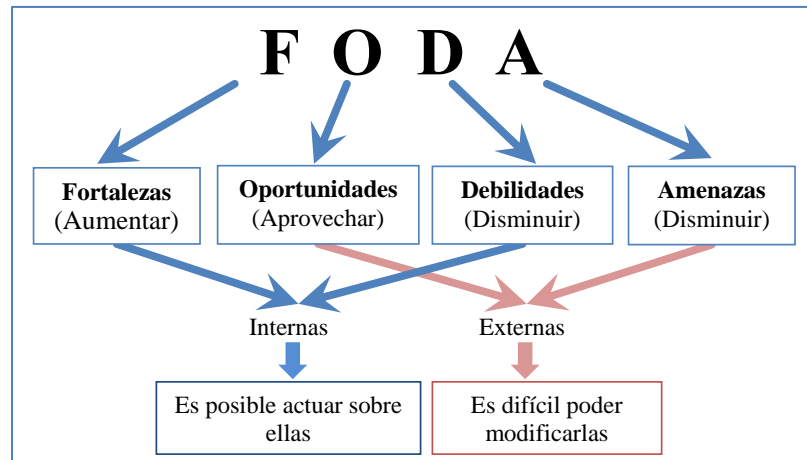 F O D A
Fortalezas
(Aumentar)
Oportunidades
(Aprovechar)
Debilidades
(Disminuir)
Amenazas
(Disminuir)
Internas
Externas
Es posible actuar sobre
ellas
Es difícil poder
modificarlas